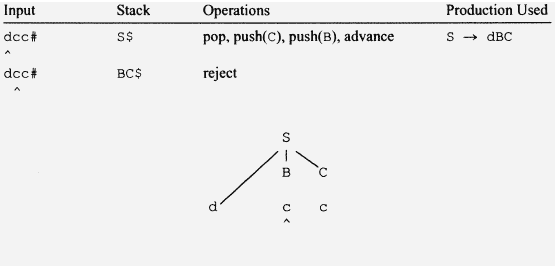 Input Stack Operations Production Used
dcc# S$ pop, push(C), push(B), advance S → dBC
^
dcc# BC$ reject
^
S
B C
d c c
^